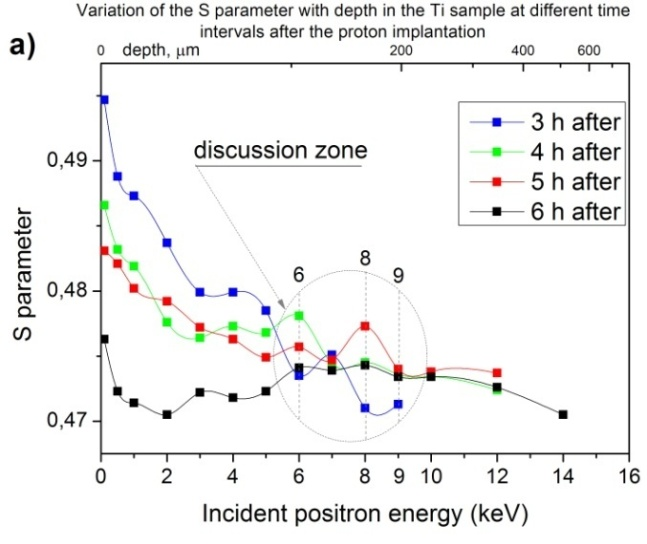 Variation of the S parameter with depth in the Ti sample at different time
intervals after the proton implantation
a)
0 depth, μm 200 400 600
3 h after
4 h after
5 h after
6 h after
discussion zone
0,49
0,48
0,47
6 8 9
S parameter
0 2 4 6 8 9 10 12 14 16
Incident positron energy (keV)